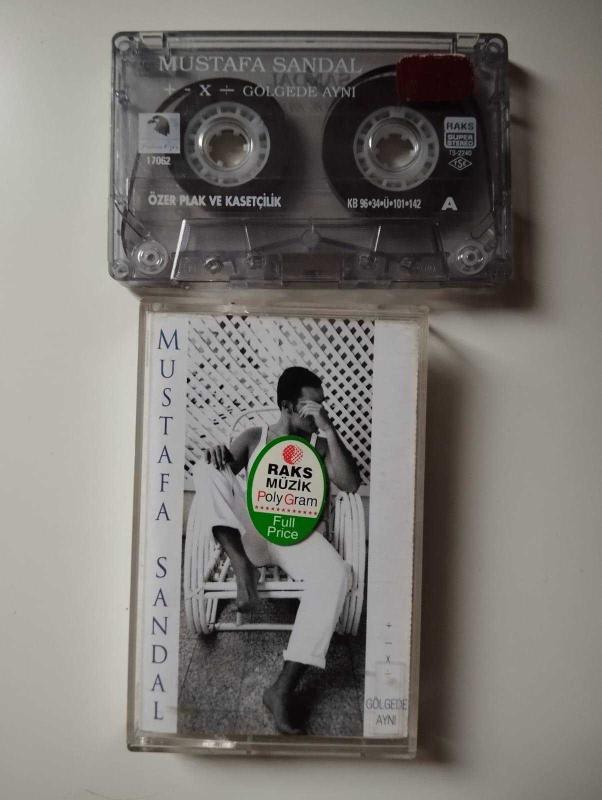 MUSTAFA SANDAL
+ - X ÷ GÖLGEDE AYNI
17062
RAKS
SUPER
STEREO
TS-2240
TSE
ÖZER PLAK VE KASETÇİLİK
KB 96•34•Ü•101•142
A
MUSTAFA SANDAL
RAKS
MÜZİK
PolyGram
Full
Price
+
-
x
÷
GÖLGEDE
AYNI